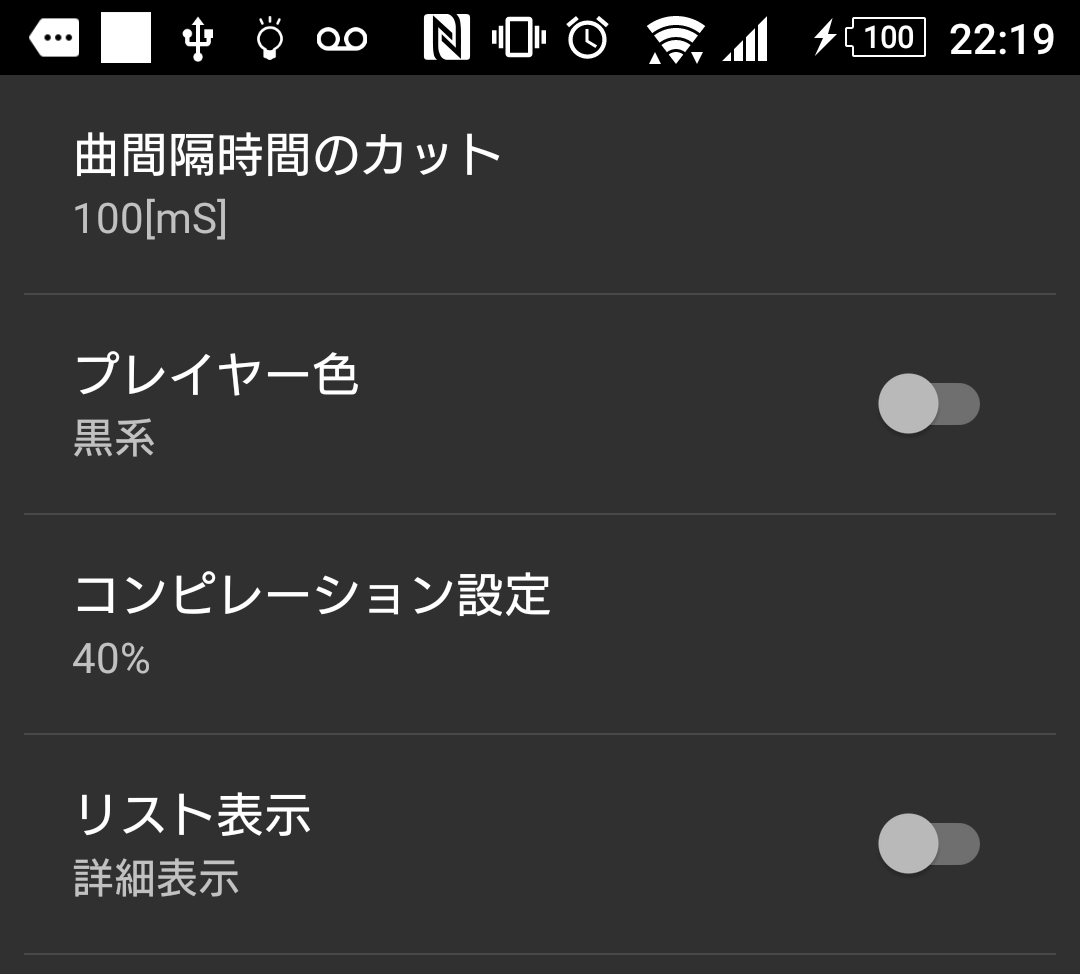 100 22:19
曲間隔時間のカット
100[mS]
プレイヤー色
黒系
コンピレーション設定
40%
リスト表示
詳細表示